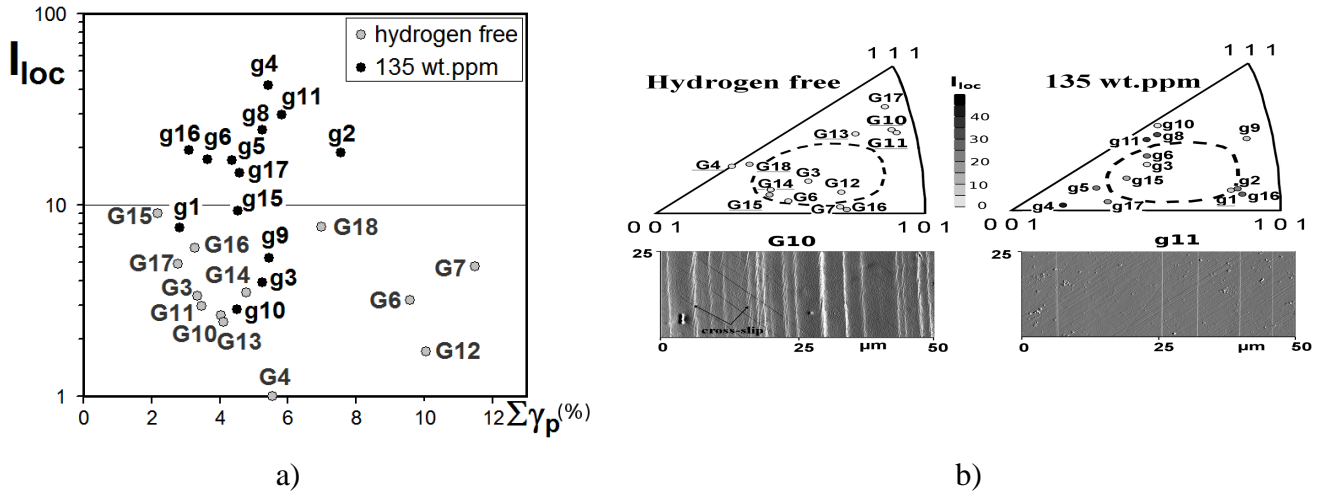 100
I loc
10
1
hydrogen free
135 wt.ppm
g4
g11
g8
g16 g6 g5 g2
g17
g15
G15 g1
G16 G18
g9
G17 G14 G7
g3
G3 G6
G11 g10
G10 G13
G12
G4
0 2 4 6 8 10 12 Σγp(%)
a)
Hydrogen free
1 1 1
G17
G10
G13
G11
G4
G18
G3
G14
G12
G15
G6
G7 G16
0 0 1
1 0 1
I loc
40
30
20
10
0
135 wt.ppm
1 1 1
g10
g9
g8
g11
g6
g3
g15
g2
g5
g1
g16
g4
g17
0 0 1
1 0 1
G10
25
cross-slip
0 25 µm 50
g11
25
0 25 µm 50
b)